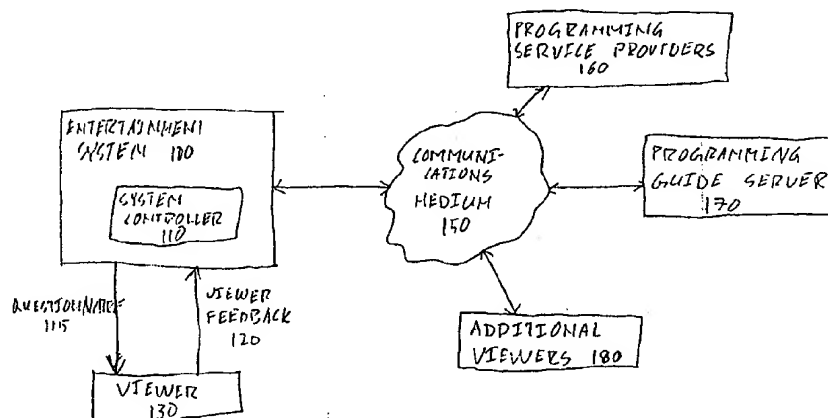 PROGRAMMING
SERVICE PROVIDERS
160
ENTERTAINMENT
SYSTEM 100
SYSTEM
CONTROLLER
110
COMMUNI-
CATIONS
MEDIUM
150
PROGRAMMING
GUIDE SERVER
170
QUESTIONNAIRE
115
VIEWER
FEEDBACK
120
ADDITIONAL
VIEWERS 180
VIEWER
130